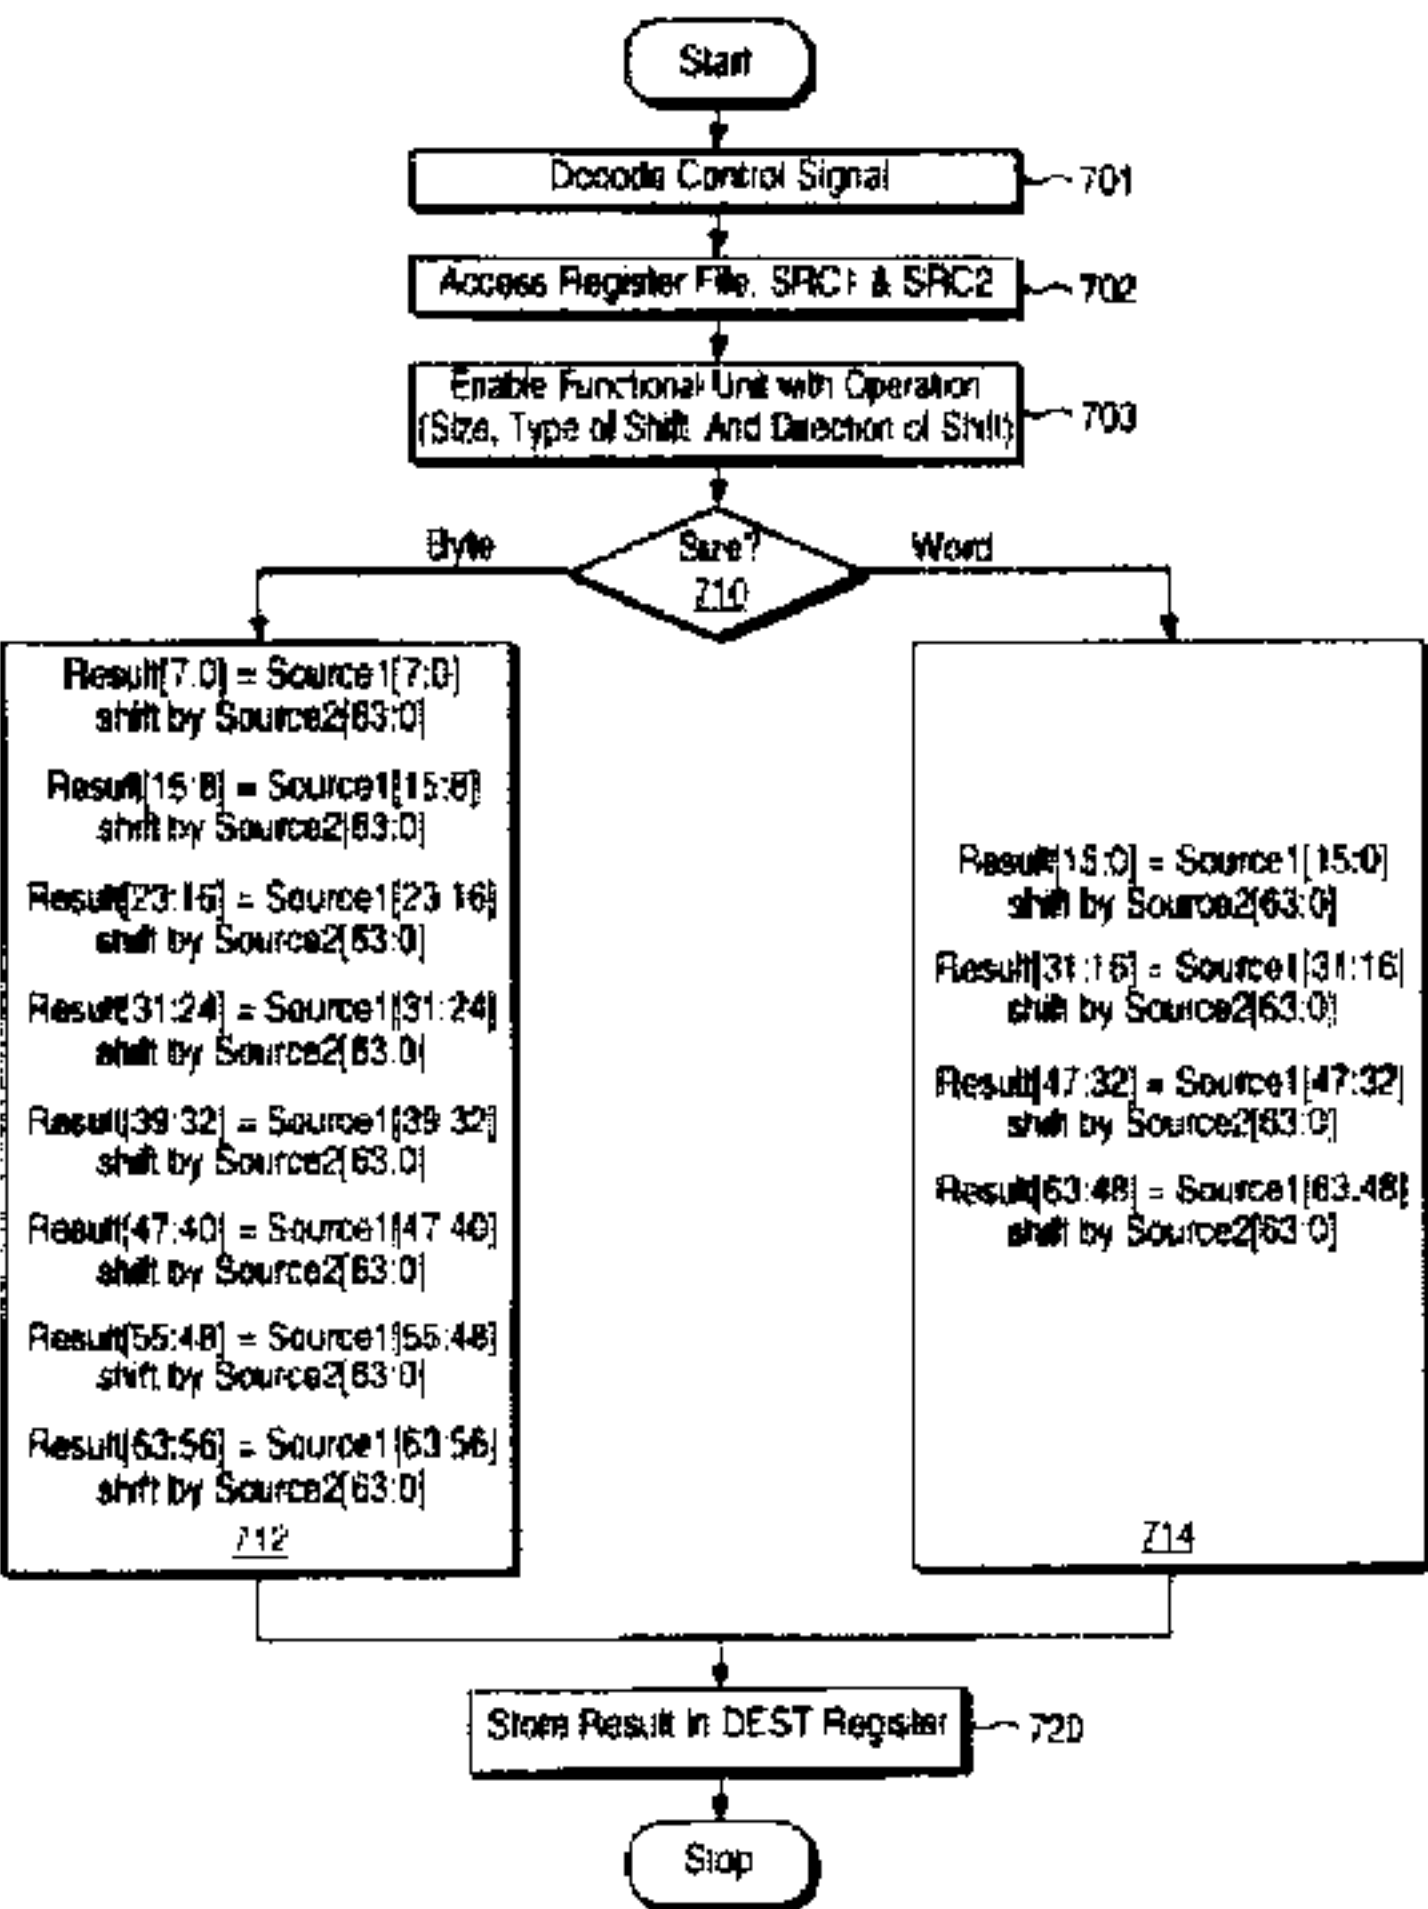 Start
Decode Control Signal
701
Access Register File, SRC1 & SRC2
702
Enable Functional Unit with Operation
(Size, Type of Shift And Direction of Shift)
703
Byte
Size?
Word
710
Result[7:0] = Source1[7:0]
shift by Source2[63:0]
Result[15:8] = Source1[15:8]
shift by Source2[63:0]
Result[23:16] = Source1[23:16]
shift by Source2[63:0]
Result[31:24] = Source1[31:24]
shift by Source2[63:0]
Result[39:32] = Source1[39:32]
shift by Source2[63:0]
Result[47:40] = Source1[47:40]
shift by Source2[63:0]
Result[55:48] = Source1[55:48]
shift by Source2[63:0]
Result[63:56] = Source1[63:56]
shift by Source2[63:0]
712
Result[15:0] = Source1[15:0]
shift by Source2[63:0]
Result[31:16] = Source1[31:16]
shift by Source2[63:0]
Result[47:32] = Source1[47:32]
shift by Source2[63:0]
Result[63:48] = Source1[63:48]
shift by Source2[63:0]
714
Store Result in DEST Register
720
Stop